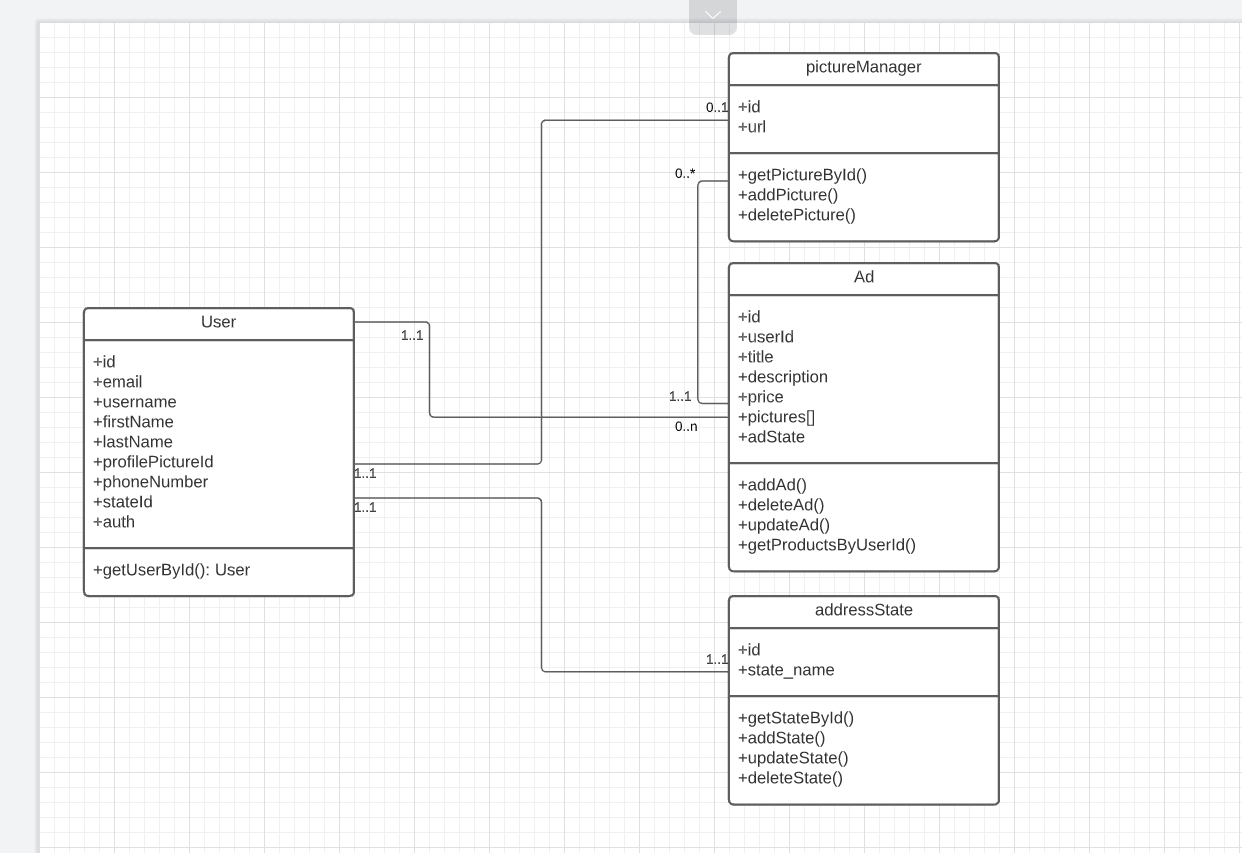 pictureManager
0..1
+id
+url
0..*
+getPictureById()
+addPicture()
+deletePicture()
Ad
+id
+userId
+title
+description
1..1
+price
+pictures[]
0..n
+adState
+addAd()
+deleteAd()
+updateAd()
+getProductsByUserId()
User
1..1
+id
+email
+username
+firstName
+lastName
+profilePictureId
1..1
+phoneNumber
+stateId
1..1
+auth
+getUserById(): User
addressState
+id
1..1
+state_name
+getStateById()
+addState()
+updateState()
+deleteState()